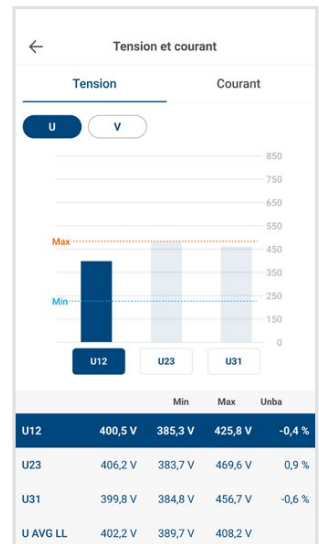 Tension et courant
Tension Courant
U V
850
750
650
550
Max 450
350
Min 250
150
0
U12 U23 U31
Min Max Unba
U12 400,5 V 385,3 V 425,8 V -0,4 %
U23 406,2 V 383,7 V 469,6 V 0,9 %
U31 399,8 V 384,8 V 456,7 V -0,6 %
U AVG LL 402,2 V 389,7 V 408,2 V